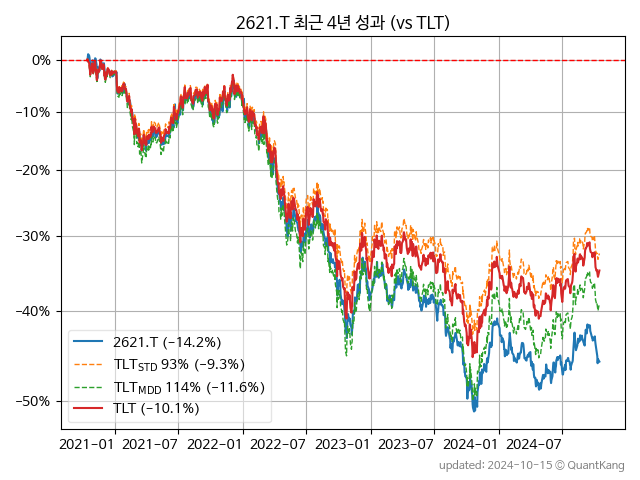 2621.T 최근 4년 성과 (vs TLT)
0%
−10%
−20%
−30%
−40%
−50%
2621.T (−14.2%)
TLTSTD 93% (−9.3%)
TLTMDD 114% (−11.6%)
TLT (−10.1%)
2021-01 2021-07 2022-01 2022-07 2023-01 2023-07 2024-01 2024-07
updated: 2024-10-15 ⓒ QuantKang